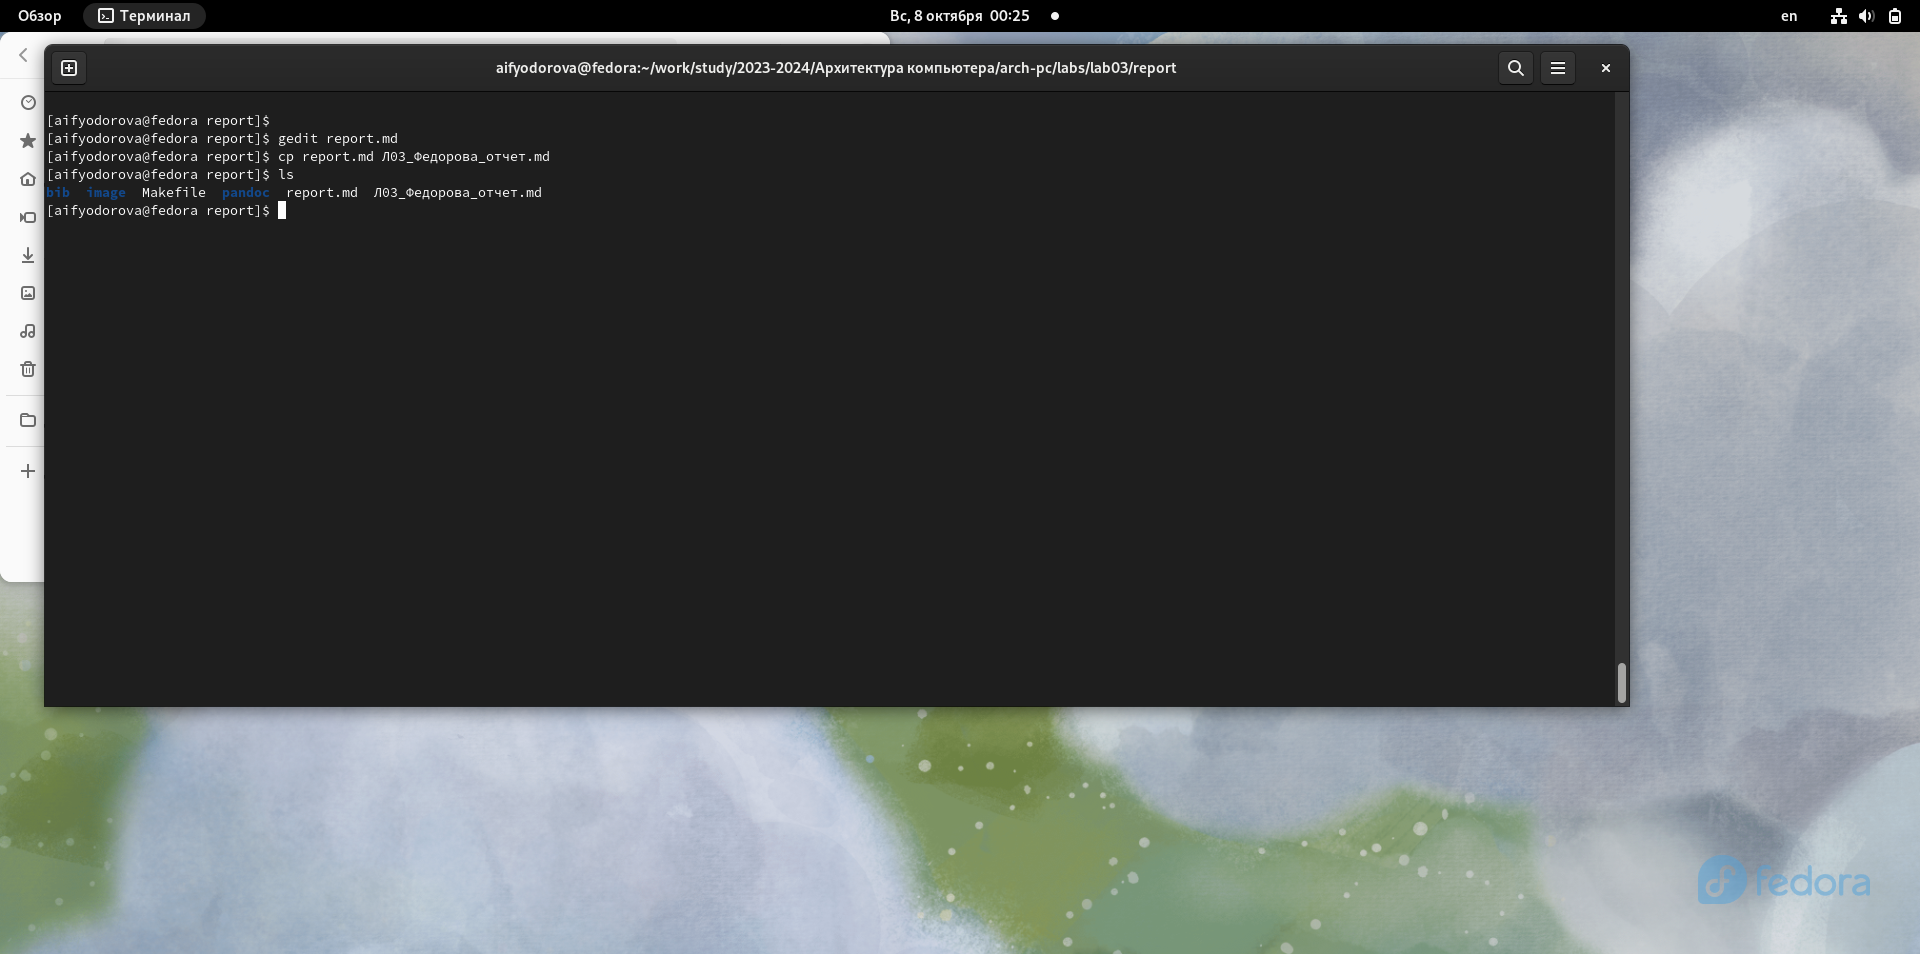 Обзор Терминал Вс, 8 октября 00:25 en
aifyodorova@fedora:~/work/study/2023-2024/Архитектура компьютера/arch-pc/labs/lab03/report
[aifyodorova@fedora report]$
[aifyodorova@fedora report]$ gedit report.md
[aifyodorova@fedora report]$ cp report.md Л03_Федорова_отчет.md
[aifyodorova@fedora report]$ ls
bib image Makefile pandoc report.md Л03_Федорова_отчет.md
[aifyodorova@fedora report]$
fedora